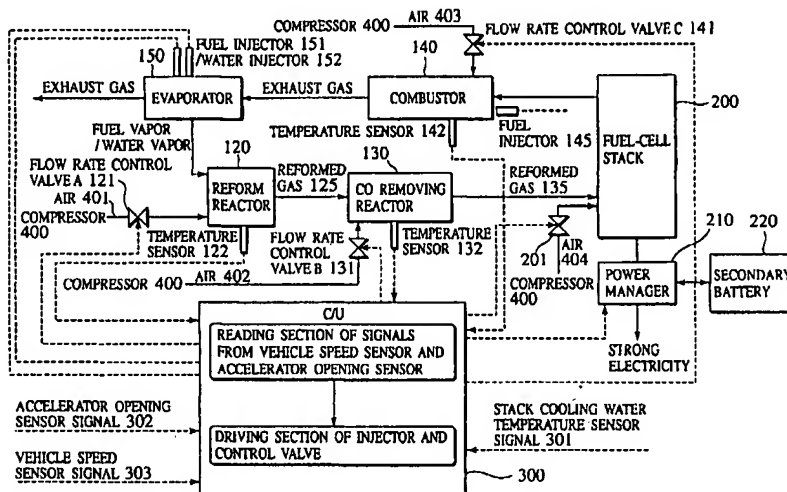 COMPRESSOR 400
AIR 403
FLOW RATE CONTROL VALVE C 141
FUEL INJECTOR 151
/WATER INJECTOR 152
150
140
200
EXHAUST GAS
EVAPORATOR
EXHAUST GAS
COMBUSTOR
FUEL-CELL
STACK
FUEL VAPOR
/WATER VAPOR
TEMPERATURE
SENSOR 142
FUEL
INJECTOR 145
120
130
FLOW RATE CONTROL
VALVE A 121
AIR 401
COMPRESSOR
400
REFORM
REACTOR
REFORMED
GAS 125
CO REMOVING
REACTOR
REFORMED
GAS 135
TEMPERATURE
SENSOR 122
FLOW RATE
CONTROL
VALVE B 131
TEMPERATURE
SENSOR 132
201
AIR
404
COMPRESSOR
400
210
220
COMPRESSOR 400
AIR 402
POWER
MANAGER
SECONDARY
BATTERY
C/U
READING SECTION OF SIGNALS
FROM VEHICLE SPEED SENSOR AND
ACCELERATOR OPENING SENSOR
STRONG
ELECTRICITY
ACCELERATOR OPENING
SENSOR SIGNAL 302
STACK COOLING WATER
TEMPERATURE SENSOR
SIGNAL 301
DRIVING SECTION OF INJECTOR AND
CONTROL VALVE
VEHICLE SPEED
SENSOR SIGNAL 303
300